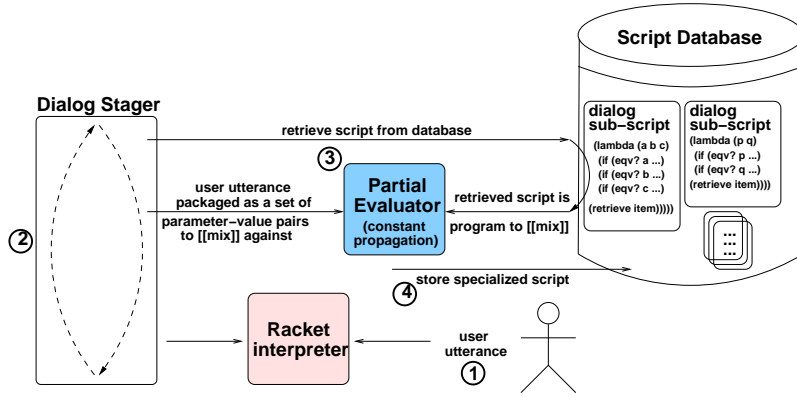 Script Database
Dialog Stager
retrieve script from database
3
user utterance
packaged as a set of
parameter−value pairs
to [[mix]] against
Partial
Evaluator
(constant
propagation)
retrieved script is
program to [[mix]]
dialog
sub−script
(lambda (a b c)
(if (eqv? a ...)
(if (eqv? b ...)
(if (eqv? c ...)
(retrieve item)))))
dialog
sub−script
(lambda (p q)
(if (eqv? p ...)
(if (eqv? q ...)
(retrieve item))))
...
...
2
4
store specialized script
Racket
interpreter
user
utterance
1